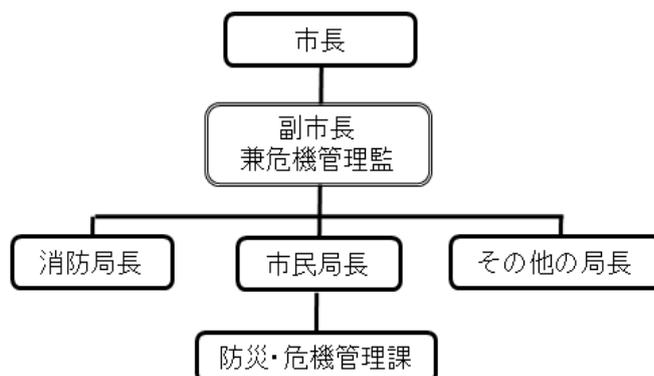 市長
副市長
兼危機管理監
消防局長
市民局長
その他の局長
防災・危機管理課